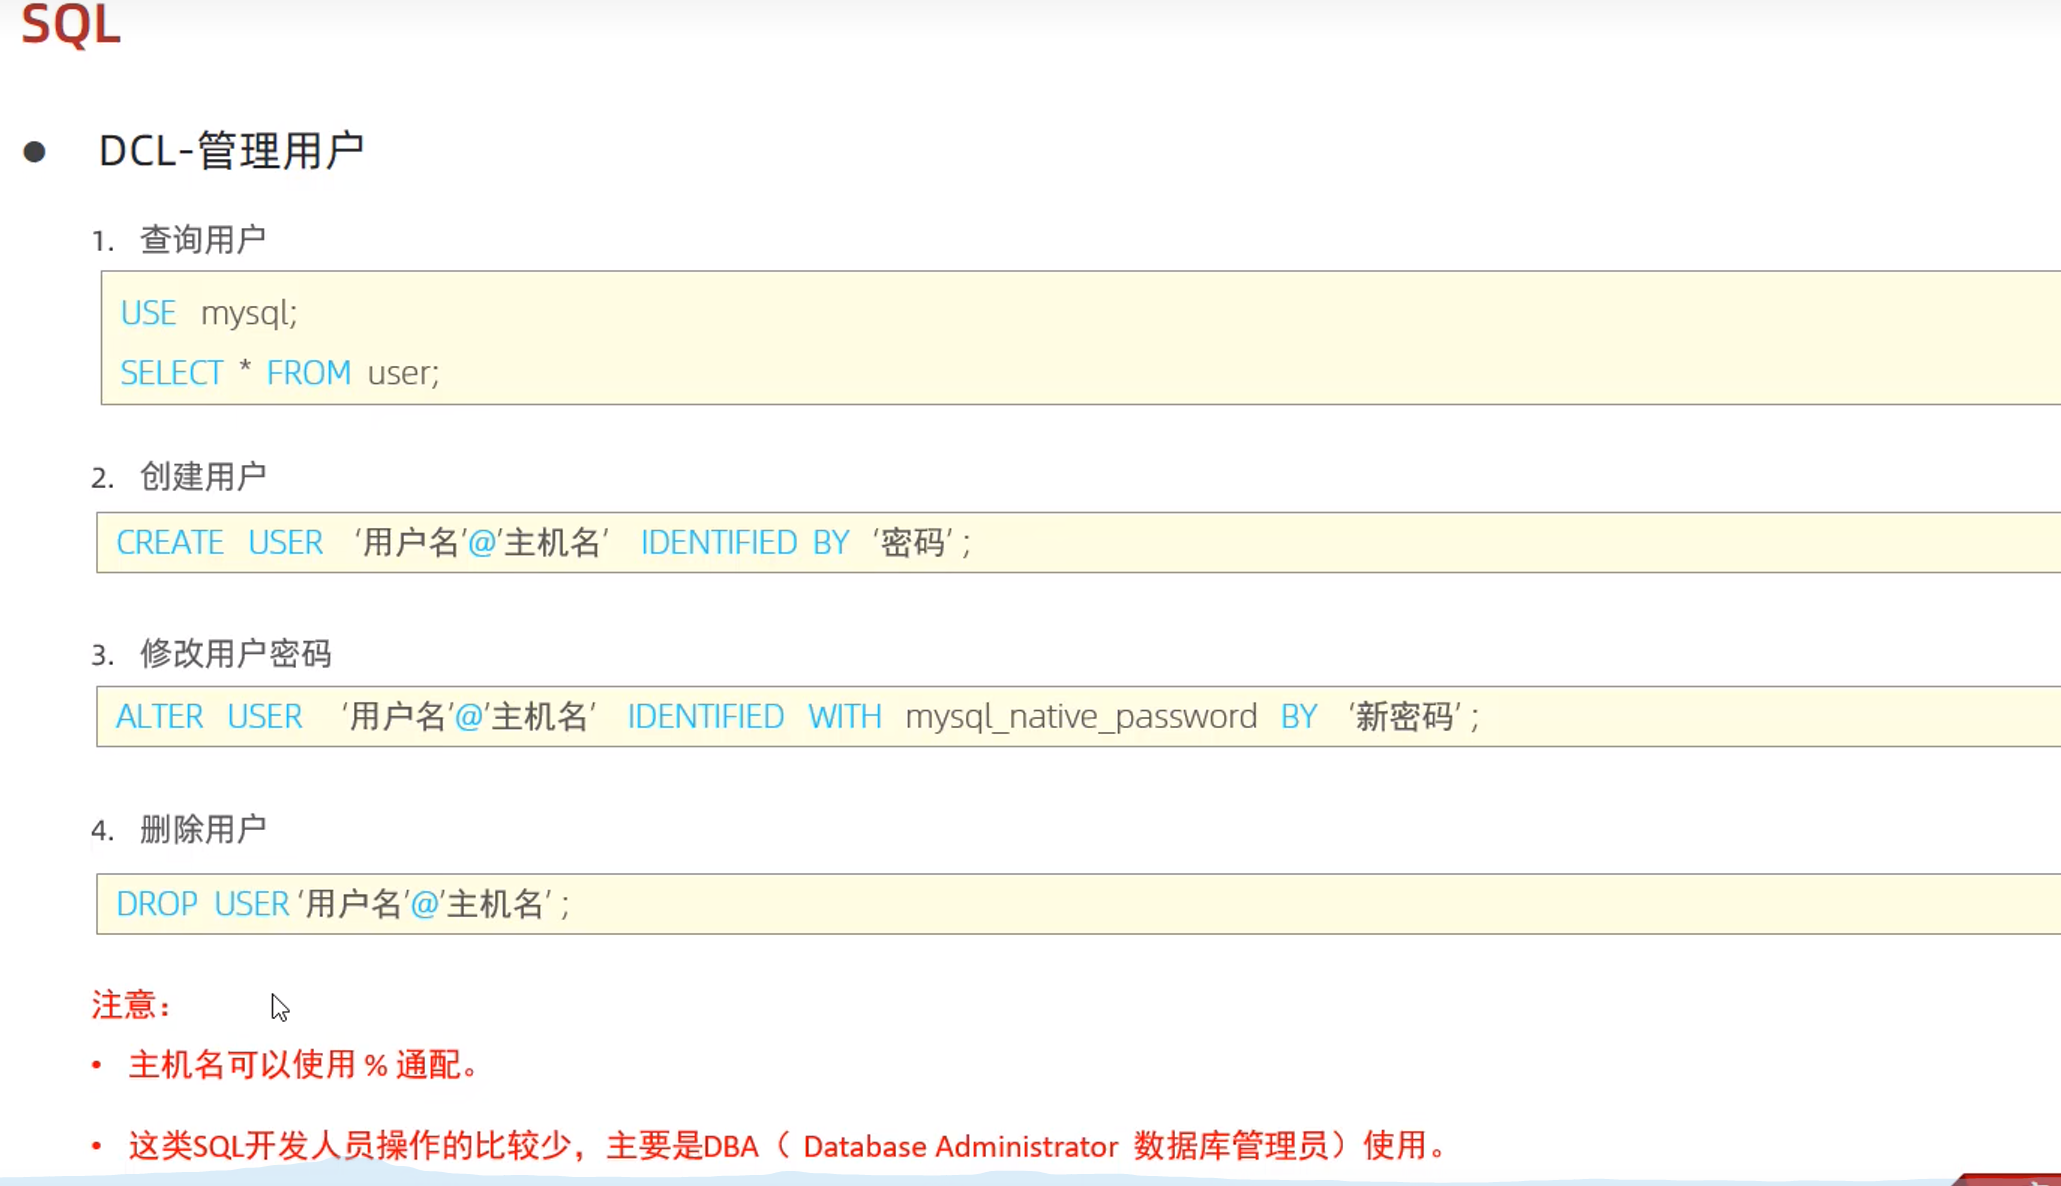 SQL
DCL-管理用户
1. 查询用户
USE mysql;
SELECT * FROM user;
2. 创建用户
CREATE USER ‘用户名’@’主机名’ IDENTIFIED BY ‘密码’ ;
3. 修改用户密码
ALTER USER ‘用户名’@’主机名’ IDENTIFIED WITH mysql_native_password BY ‘新密码’ ;
4. 删除用户
DROP USER ‘用户名’@’主机名’ ;
注意：
• 主机名可以使用 % 通配。
• 这类SQL开发人员操作的比较少，主要是DBA（ Database Administrator 数据库管理员）使用。